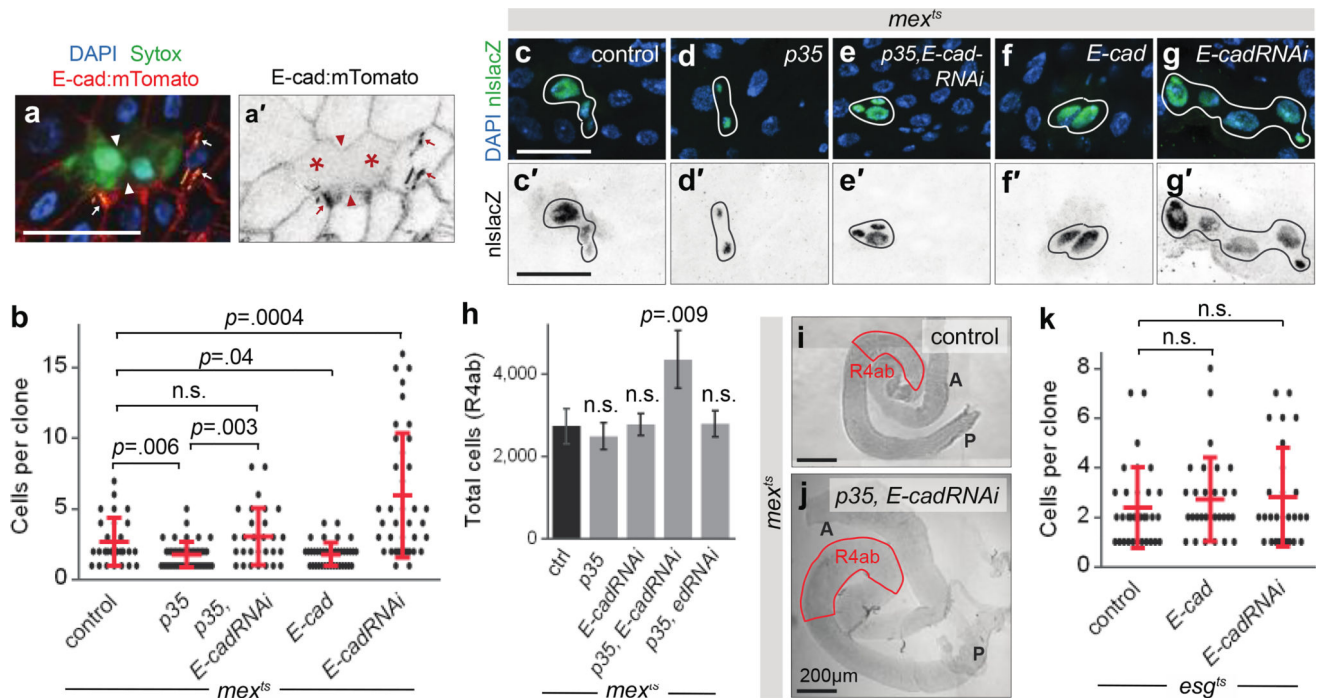 DAPI Sytox
E-cad:mTomato
E-cad:mTomato
a
a′
mex^ts
c
control
d
p35
e
p35,E-cad-
RNAi
f
E-cad
g
E-cadRNAi
DAPI nlslacZ
c′
d′
e′
f′
g′
nlslacZ
b
p=.0004
p=.04
n.s.
p=.003
p=.006
Cells per clone
15
10
5
0
control
p35
p35,
E-cadRNAi
E-cad
E-cadRNAi
mex^ts
h
p=.009
n.s.
n.s.
n.s.
Total cells (R4ab)
4,000
2,000
0
ctrl
p35
E-cadRNAi
p35, E-cadRNAi
p35, edRNAi
mex^ts
mex^ts
i
control
R4ab
A
P
j
p35, E-cadRNAi
A
R4ab
P
200µm
k
n.s.
n.s.
Cells per clone
10
8
6
4
2
0
control
E-cad
E-cadRNAi
esg^ts